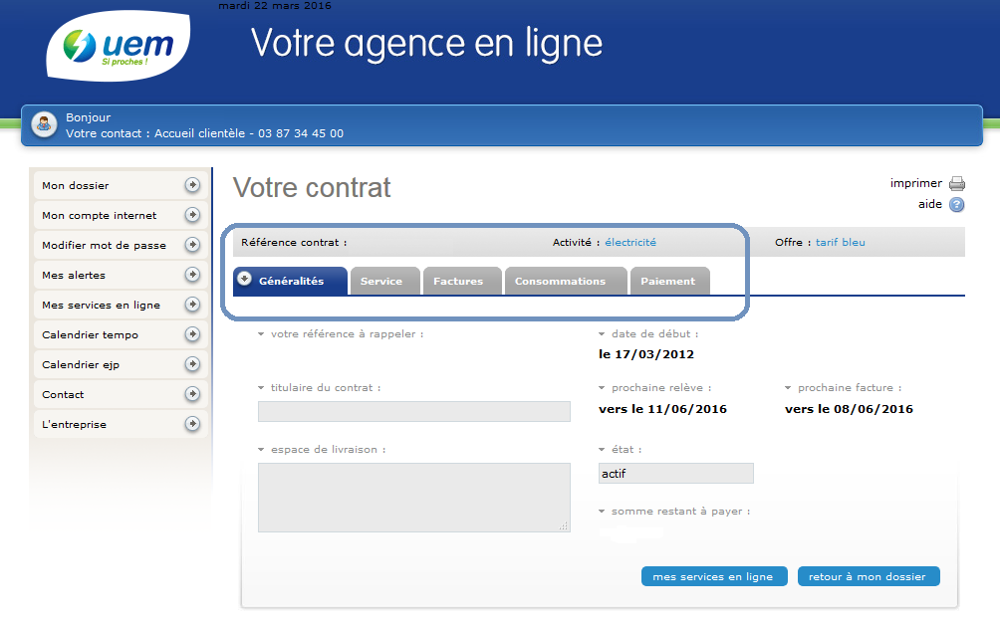 mardi 22 mars 2016
uem
Si proches !
Votre agence en ligne
Bonjour
Votre contact : Accueil clientèle - 03 87 34 45 00
Mon dossier
Mon compte internet
Modifier mot de passe
Mes alertes
Mes services en ligne
Calendrier tempo
Calendrier ejp
Contact
L'entreprise
Votre contrat
imprimer
aide ?
Référence contrat : Activité : électricité Offre : tarif bleu
Généralités Service Factures Consommations Paiement
votre référence à rappeler : date de début :
le 17/03/2012
titulaire du contrat : prochaine relève : prochaine facture :
vers le 11/06/2016 vers le 08/06/2016
espace de livraison : état :
actif
somme restant à payer :
mes services en ligne retour à mon dossier